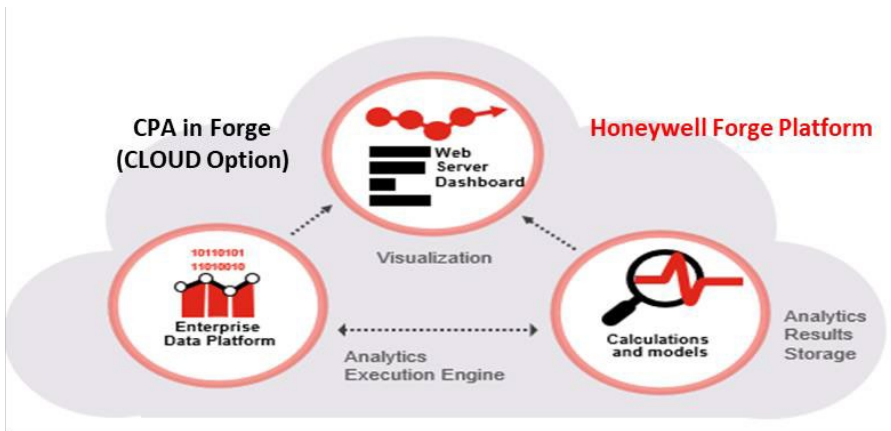 CPA in Forge
(CLOUD Option)
Honeywell Forge Platform
Web
Server
Dashboard
Visualization
10110101
11010010
Enterprise
Data Platform
Analytics
Execution Engine
Calculations
and models
Analytics
Results
Storage